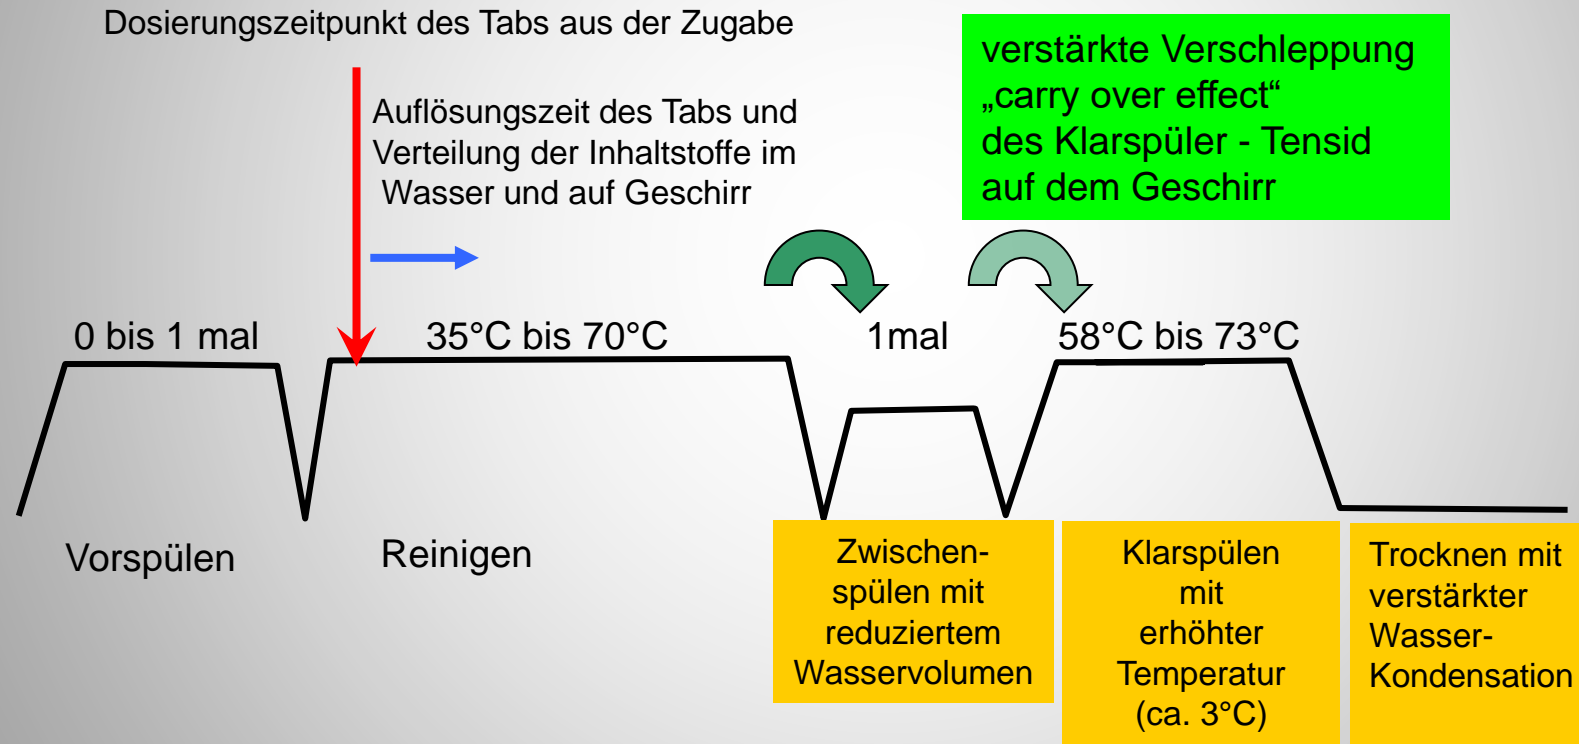 Dosierungszeitpunkt des Tabs aus der Zugabe
Auflösungszeit des Tabs und
Verteilung der Inhaltstoffe im
Wasser und auf Geschirr
verstärkte Verschleppung
„carry over effect“
des Klarspüler - Tensid
auf dem Geschirr
0 bis 1 mal
35°C bis 70°C
1mal
58°C bis 73°C
Vorspülen
Reinigen
Zwischen-
spülen mit
reduziertem
Wasservolumen
Klarspülen
mit
erhöhter
Temperatur
(ca. 3°C)
Trocknen mit
verstärkter
Wasser-
Kondensation